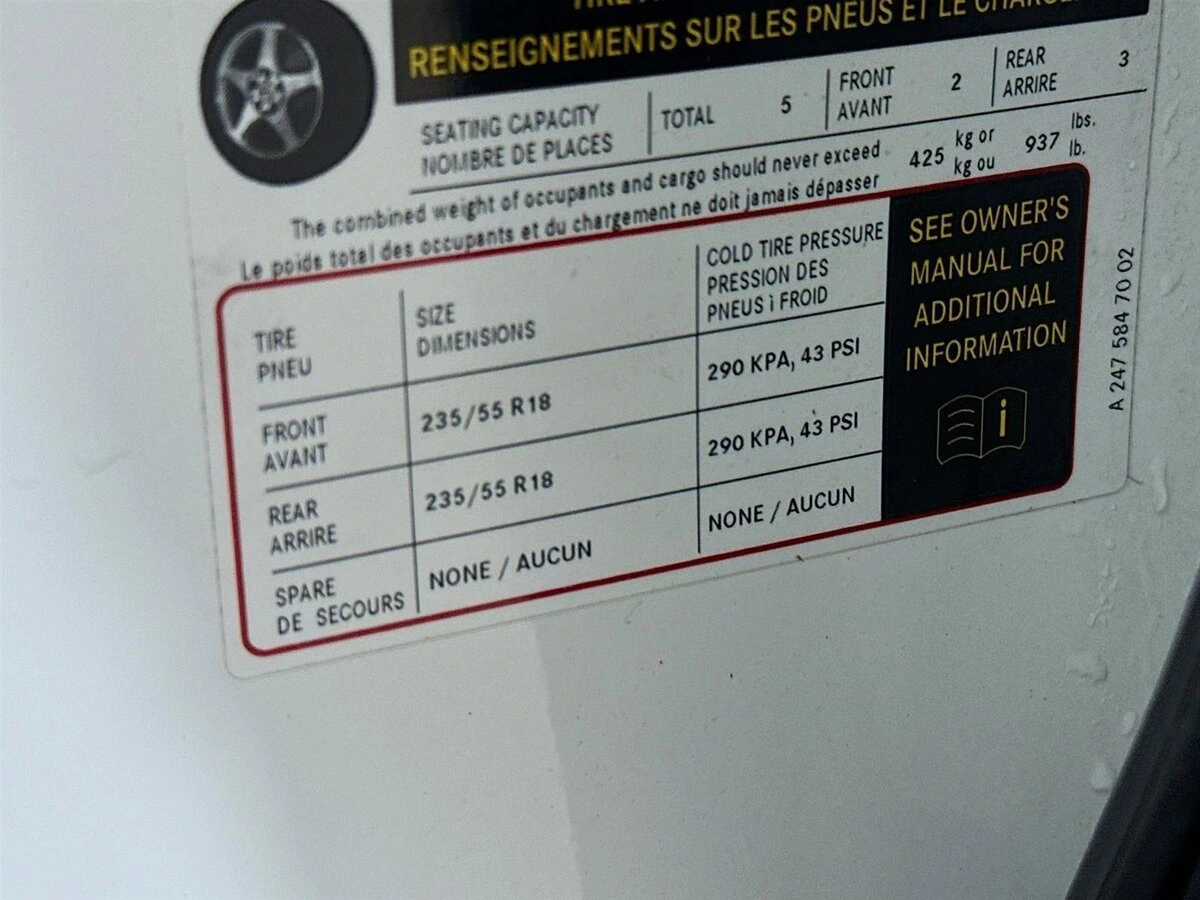 RENSEIGNEMENTS SUR LES PNEUS ET LE
SEATING CAPACITY
NOMBRE DE PLACES
TOTAL 5
FRONT
AVANT
2
REAR
ARRIRE
3
The combined weight of occupants and cargo should never exceed
Le poids total des occupants et du chargement ne doit jamais dépasser
425
kg or
kg ou
937
lbs.
lb.
TIRE
PNEU
SIZE
DIMENSIONS
COLD TIRE PRESSURE
PRESSION DES
PNEUS i FROID
FRONT
AVANT
235/55 R18
290 KPA, 43 PSI
REAR
ARRIRE
235/55 R18
290 KPA, 43 PSI
SPARE
DE SECOURS
NONE / AUCUN
NONE / AUCUN
SEE OWNER'S
MANUAL FOR
ADDITIONAL
INFORMATION
i
A 247 584 70 02